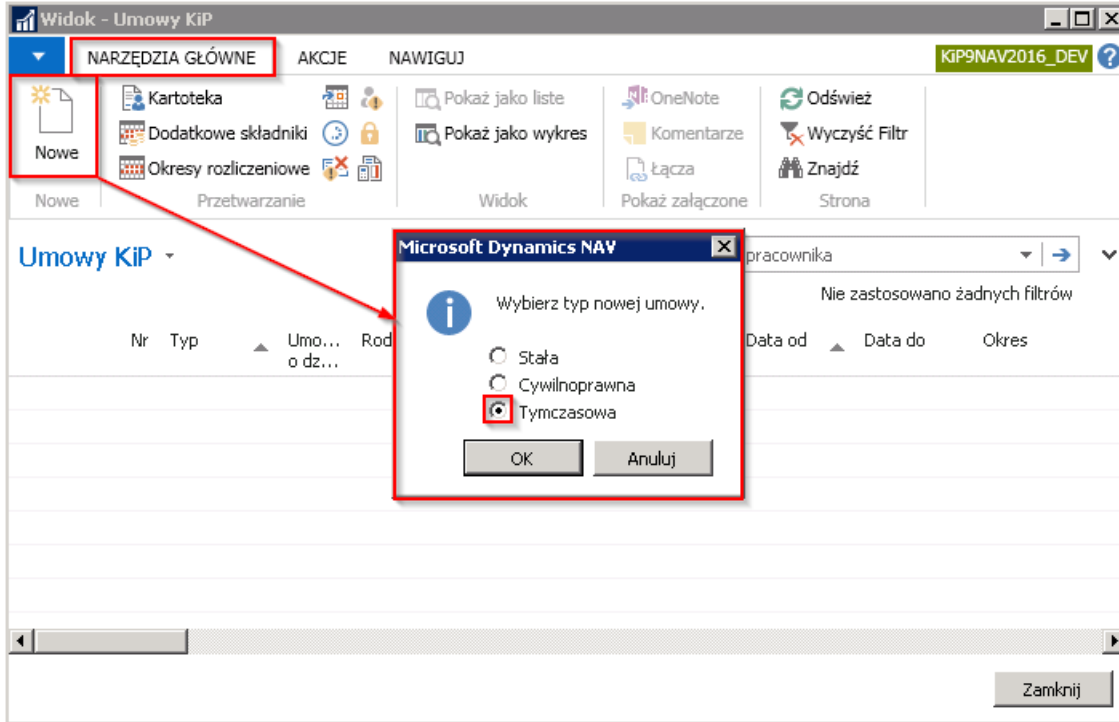 Widok - Umowy KiP
NARZĘDZIA GŁÓWNE AKCJE NAWIGUJ KiP9NAV2016_DEV ?
Kartoteka Pokaż jako liste OneNote Odśwież
Nowe Dodatkowe składniki Pokaż jako wykres Komentarze Wyczyść Filtr
Okresy rozliczeniowe Łącza Znajdź
Nowe Przetwarzanie Widok Pokaż załączone Strona
Umowy KiP
pracownika
Nie zastosowano żadnych filtrów
Nr Typ Umo... Rod Data od Data do Okres
o dz...
Microsoft Dynamics NAV
Wybierz typ nowej umowy.
Stała
Cywilnoprawna
Tymczasowa
OK Anuluj
Zamknij